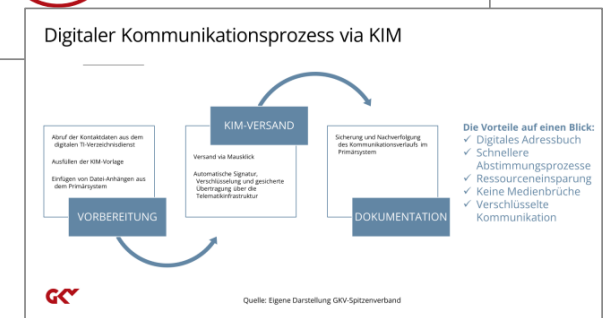 Digitaler Kommunikationsprozess via KIM
Abruf der Kontaktdaten aus dem
digitalen TI-Verzeichnisdienst
Ausfüllen der KIM-Vorlage
Einfügen von Datei-Anhängen aus
dem Primärsystem
VORBEREITUNG
KIM-VERSAND
Versand via Mausklick
Automatische Signatur,
Verschlüsselung und gesicherte
Übertragung über die
Telematikinfrastruktur
Sicherung und Nachverfolgung
des Kommunikationsverlaufs im
Primärsystem
DOKUMENTATION
Die Vorteile auf einen Blick:
✓ Digitales Adressbuch
✓ Schnellere
Abstimmungsprozesse
✓ Ressourceneinsparung
✓ Keine Medienbrüche
✓ Verschlüsselte
Kommunikation
GKV
Quelle: Eigene Darstellung GKV-Spitzenverband